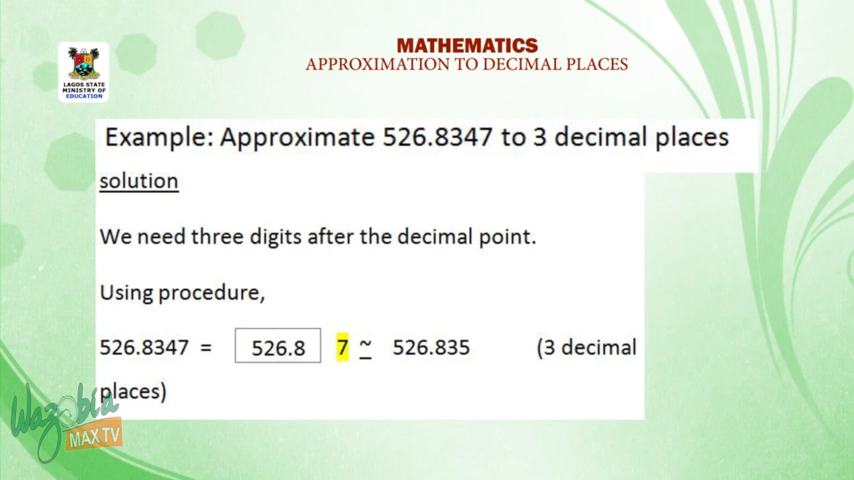 MATHEMATICS
APPROXIMATION TO DECIMAL PLACES
LAGOS STATE
MINISTRY OF
EDUCATION
Example: Approximate 526.8347 to 3 decimal places
solution
We need three digits after the decimal point.
Using procedure,
526.8347 = 526.8 7 ≃ 526.835 (3 decimal
places)
Wazobia
MAX TV